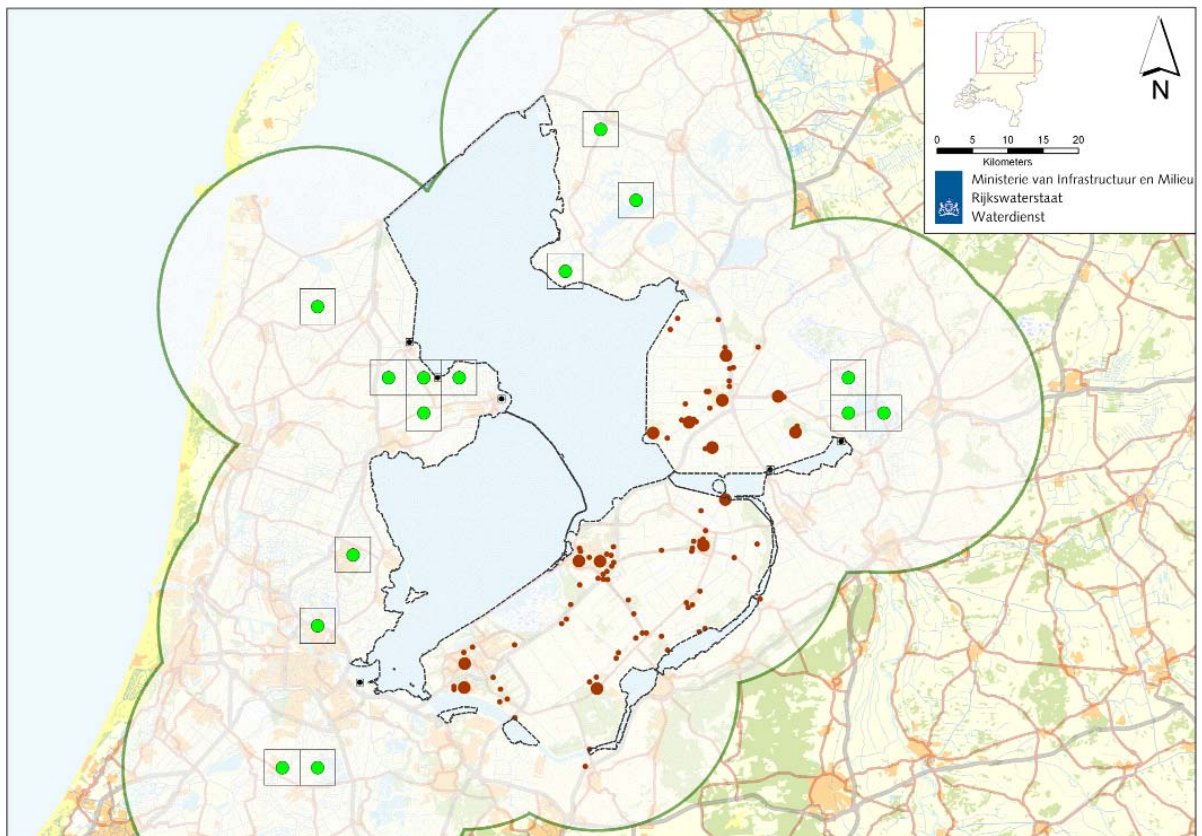 N
0 5 10 15 20
Kilometers
Ministerie van Infrastructuur en Milieu
Rijkswaterstaat
Waterdienst